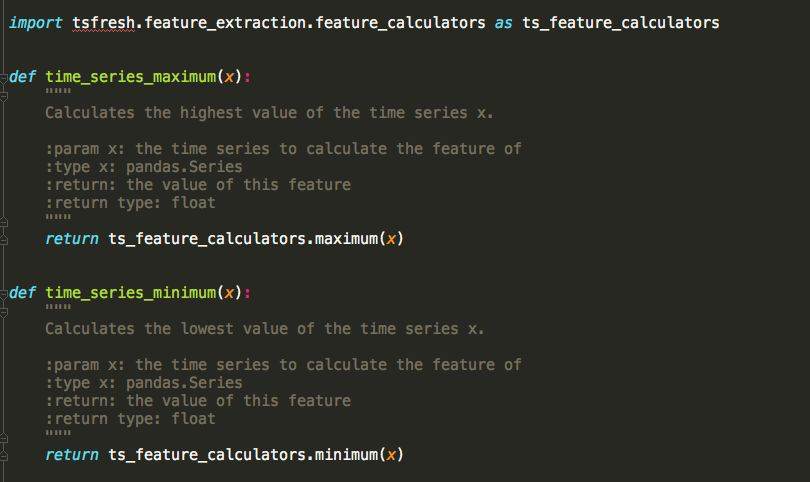 import tsfresh.feature_extraction.feature_calculators as ts_feature_calculators
def time_series_maximum(x):
"""
Calculates the highest value of the time series x.
:param x: the time series to calculate the feature of
:type x: pandas.Series
:return: the value of this feature
:return type: float
"""
return ts_feature_calculators.maximum(x)
def time_series_minimum(x):
"""
Calculates the lowest value of the time series x.
:param x: the time series to calculate the feature of
:type x: pandas.Series
:return: the value of this feature
:return type: float
"""
return ts_feature_calculators.minimum(x)